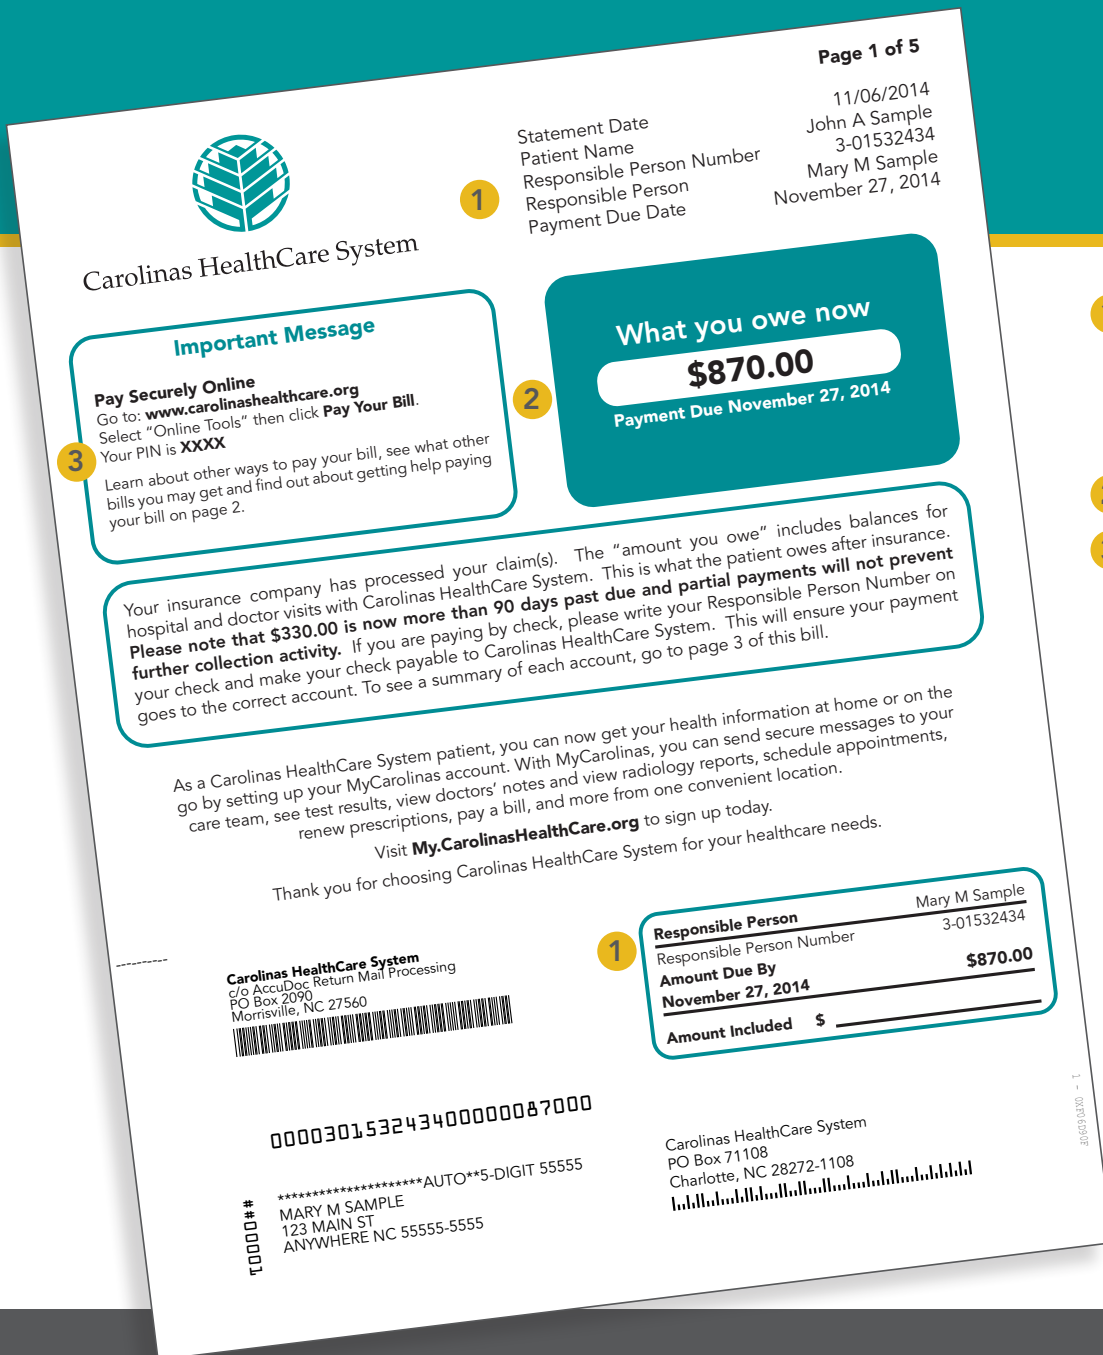 Page 1 of 5
Statement Date 11/06/2014
Patient Name John A Sample
Responsible Person Number 3-01532434
Responsible Person Mary M Sample
Payment Due Date November 27, 2014
1
Carolinas HealthCare System
Important Message
Pay Securely Online
Go to: www.carolinashealthcare.org
Select “Online Tools” then click Pay Your Bill.
Your PIN is XXXX
3
Learn about other ways to pay your bill, see what other
bills you may get and find out about getting help paying
your bill on page 2.
What you owe now
$870.00
Payment Due November 27, 2014
2
Your insurance company has processed your claim(s). The “amount you owe” includes balances for
hospital and doctor visits with Carolinas HealthCare System. This is what the patient owes after insurance.
Please note that $330.00 is now more than 90 days past due and partial payments will not prevent
further collection activity. If you are paying by check, please write your Responsible Person Number on
your check and make your check payable to Carolinas HealthCare System. This will ensure your payment
goes to the correct account. To see a summary of each account, go to page 3 of this bill.
As a Carolinas HealthCare System patient, you can now get your health information at home or on the
go by setting up your MyCarolinas account. With MyCarolinas, you can send secure messages to your
care team, see test results, view doctors’ notes and view radiology reports, schedule appointments,
renew prescriptions, pay a bill, and more from one convenient location.
Visit My.CarolinasHealthCare.org to sign up today.
Thank you for choosing Carolinas HealthCare System for your healthcare needs.
----------
Carolinas HealthCare System
c/o AccuDoc Return Mail Processing
PO Box 2090
Morrisville, NC 27560
1
Responsible Person Mary M Sample
Responsible Person Number 3-01532434
Amount Due By
November 27, 2014 $870.00
Amount Included $
000030153243400000087000
*********************AUTO**5-DIGIT 55555
MARY M SAMPLE
123 MAIN ST
ANYWHERE NC 55555-5555
10000##
Carolinas HealthCare System
PO Box 71108
Charlotte, NC 28272-1108